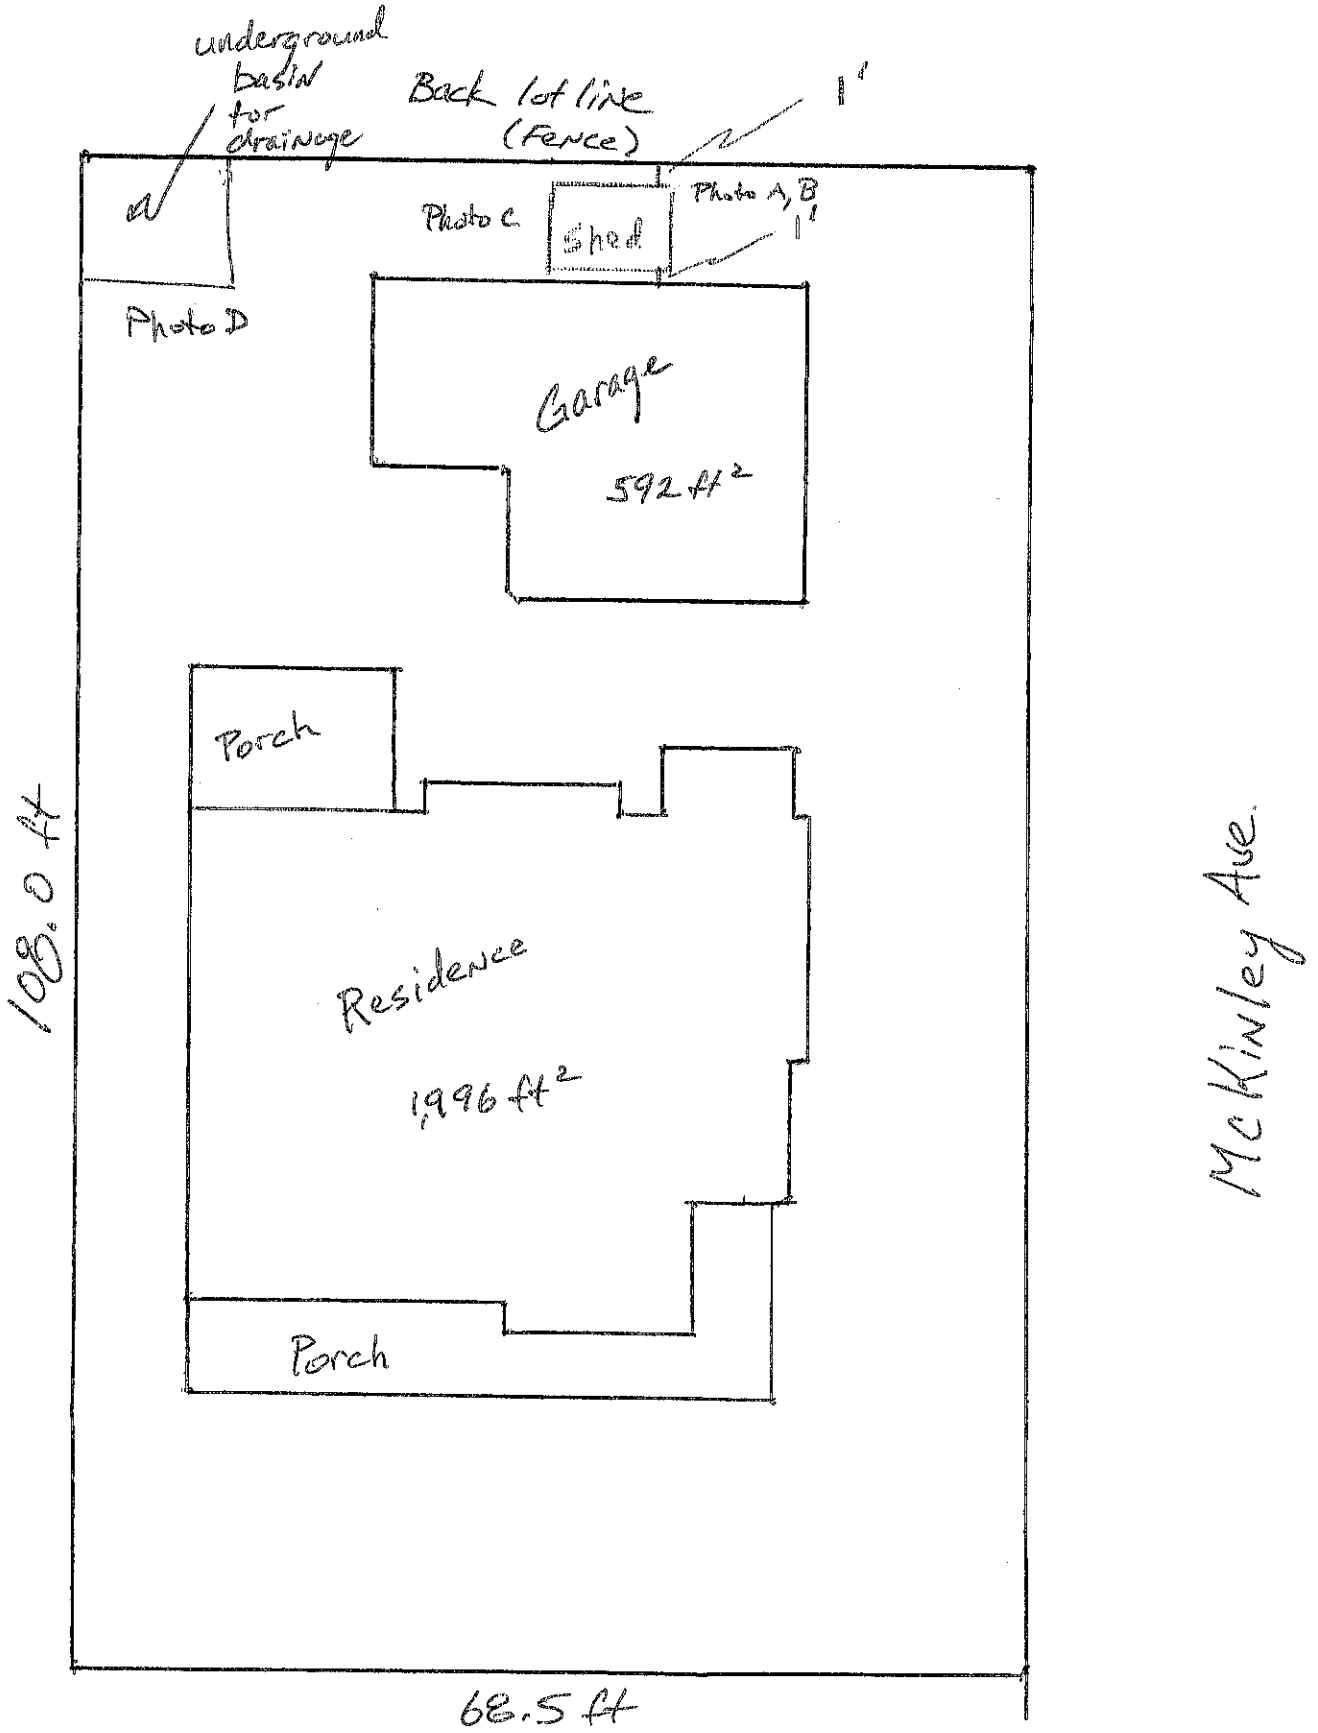 underground
basin
for
drainage
Back lot line
(Fence)
1'
Photo A, B
Photo C
1'
Shed
Photo D
Garage
592 ft²
Porch
108.0 ft
Residence
1,996 ft²
McKinley Ave.
Porch
68.5 ft